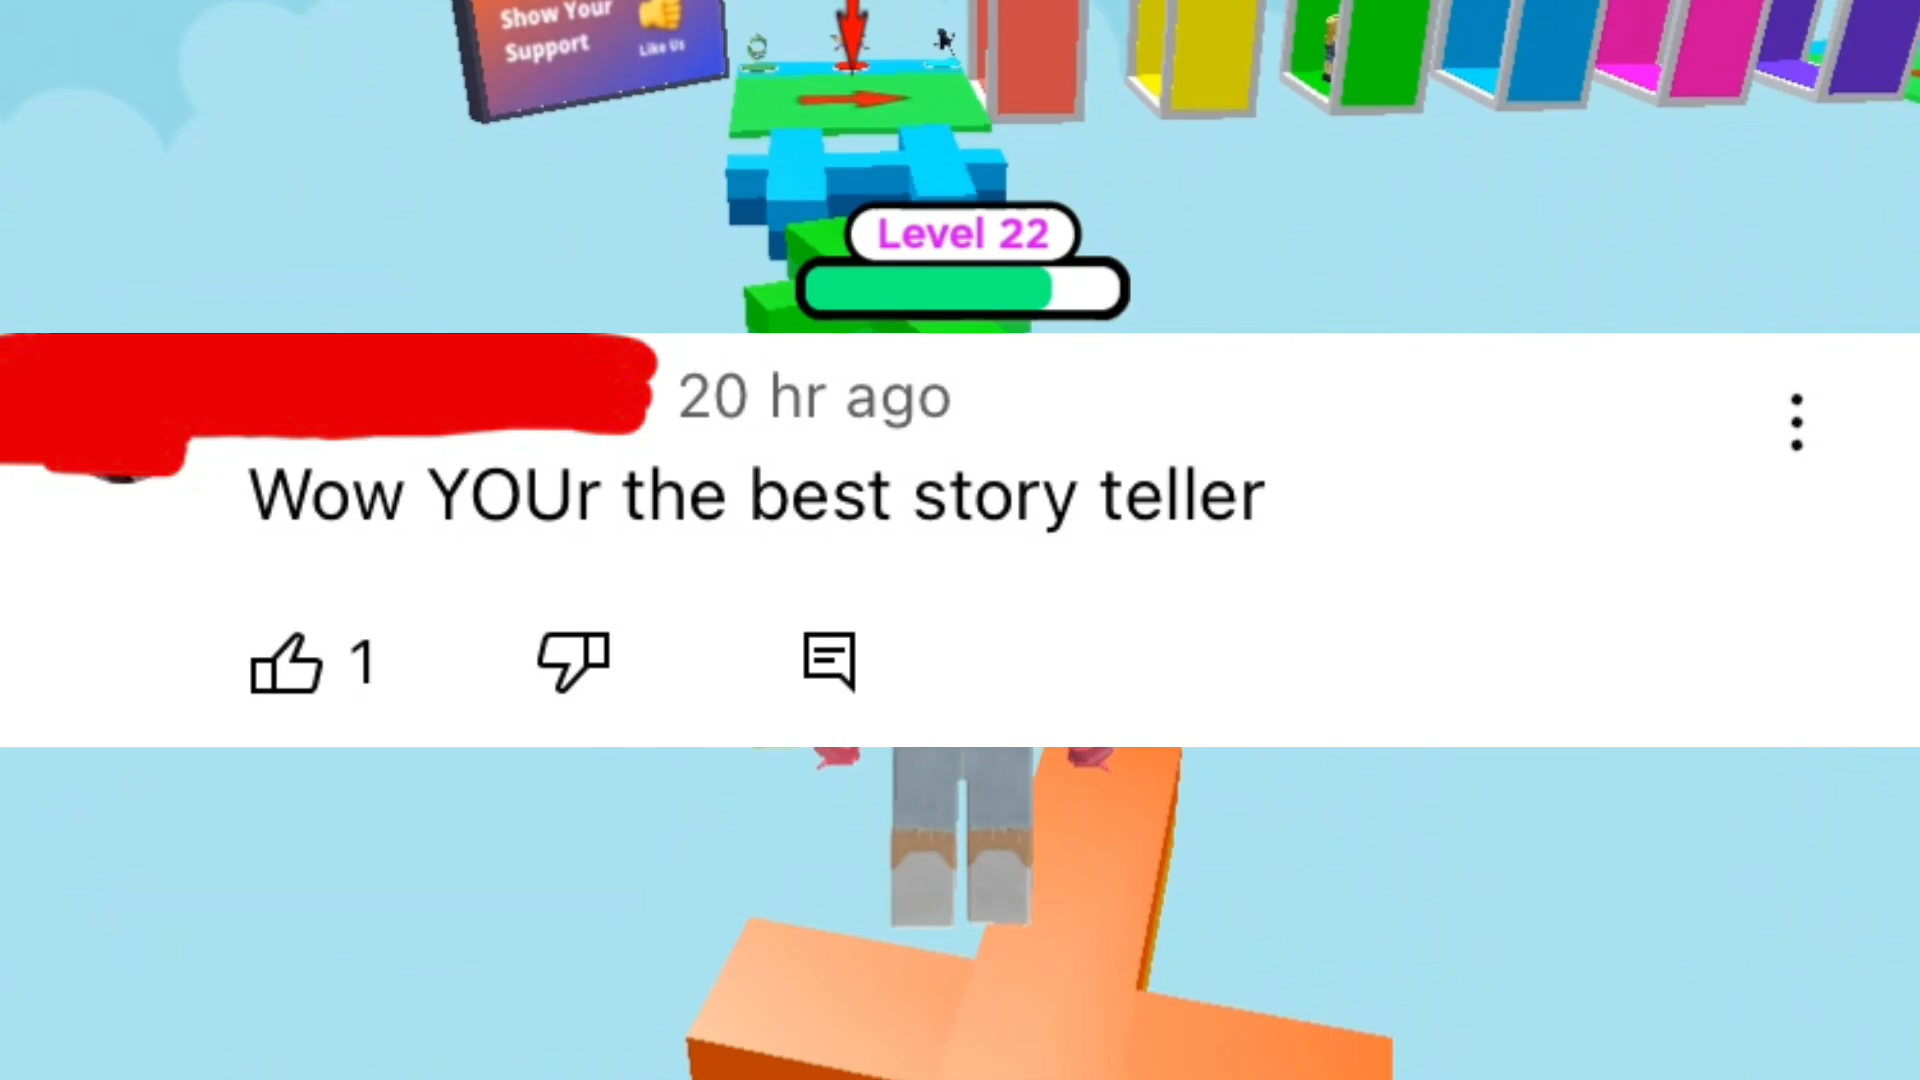 Show Your
Support
Like Us
Level 22
20 hr ago
Wow YOUr the best story teller
1